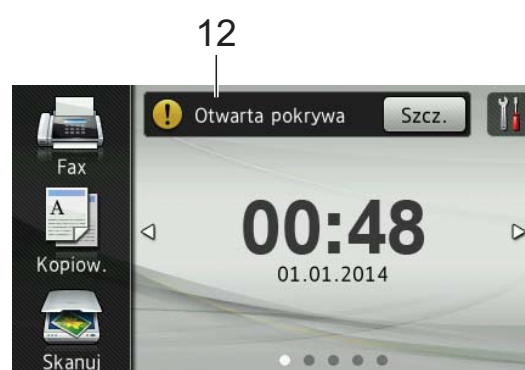 12
Otwarta pokrywa Szcz.
Fax
00:48
Kopiow.
01.01.2014
Skanuj